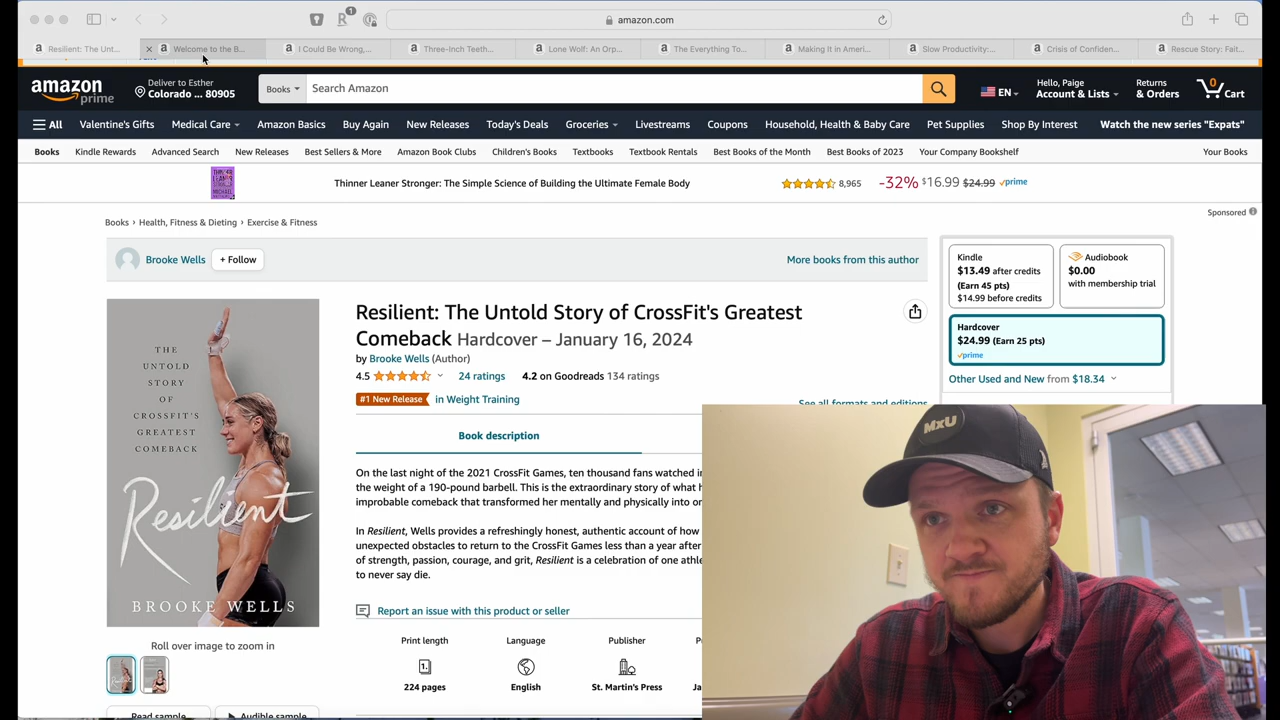 1
amazon.com
Resilient: The Unt...
Welcome to the B...
I Could Be Wrong,...
Three-Inch Teeth...
Lone Wolf: An Orp...
The Everything To...
Making It in Ameri...
Slow Productivity:...
Crisis of Confiden...
Rescue Story: Fait...
amazon
prime
Deliver to Esther
Colorado ... 80905
Books
Search Amazon
EN
Hello, Paige
Account & Lists
Returns
& Orders
0
Cart
All
Valentine's Gifts
Medical Care
Amazon Basics
Buy Again
New Releases
Today's Deals
Groceries
Livestreams
Coupons
Household, Health & Baby Care
Pet Supplies
Shop By Interest
Watch the new series "Expats"
Books
Kindle Rewards
Advanced Search
New Releases
Best Sellers & More
Amazon Book Clubs
Children's Books
Textbooks
Textbook Rentals
Best Books of the Month
Best Books of 2023
Your Company Bookshelf
Your Books
THINNER
LEANER
STRONGER
Thinner Leaner Stronger: The Simple Science of Building the Ultimate Female Body
8,965
-32% $16.99 $24.99 prime
Sponsored
Books › Health, Fitness & Dieting › Exercise & Fitness
Brooke Wells
+ Follow
More books from this author
THE
UNTOLD
STORY
OF
CROSSFIT'S
GREATEST
COMEBACK
Resilient
BROOKE WELLS
Roll over image to zoom in
Read sample
Audible sample
Resilient: The Untold Story of CrossFit's Greatest
Comeback Hardcover – January 16, 2024
by Brooke Wells (Author)
4.5
24 ratings
4.2 on Goodreads 134 ratings
#1 New Release
in Weight Training
See all formats and editions
Book description
On the last night of the 2021 CrossFit Games, ten thousand fans watched i
the weight of a 190-pound barbell. This is the extraordinary story of what h
improbable comeback that transformed her mentally and physically into o
In Resilient, Wells provides a refreshingly honest, authentic account of how
unexpected obstacles to return to the CrossFit Games less than a year after
of strength, passion, courage, and grit, Resilient is a celebration of one athl
to never say die.
Report an issue with this product or seller
Print length
224 pages
Language
English
Publisher
St. Martin's Press
Kindle
$13.49 after credits
(Earn 45 pts)
$14.99 before credits
Audiobook
$0.00
with membership trial
Hardcover
$24.99 (Earn 25 pts)
prime
Other Used and New from $18.34
MxU